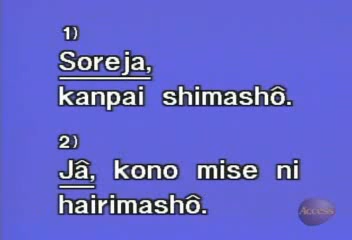 1)
Soreja,
kanpai shimashô.
2)
Jâ, kono mise ni
hairimashô.
ACCESS